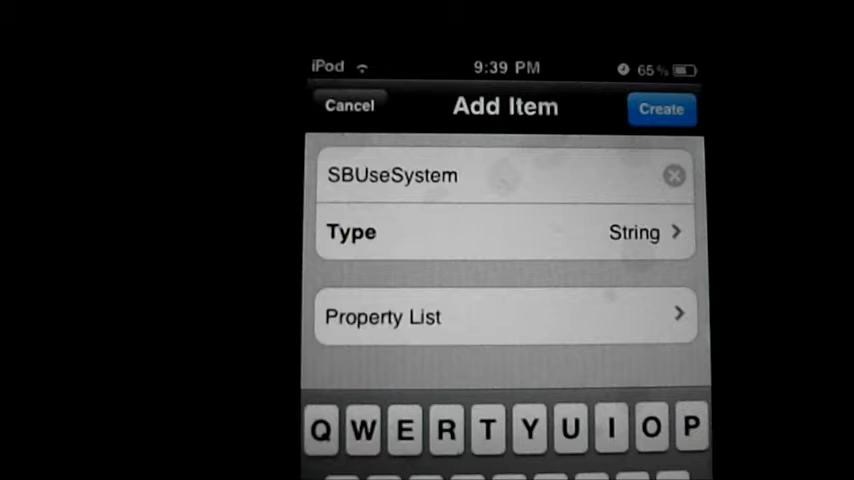 iPod 9:39 PM 65%
Cancel Add Item Create
SBUseSystem
Type String
Property List
Q W E R T Y U I O P